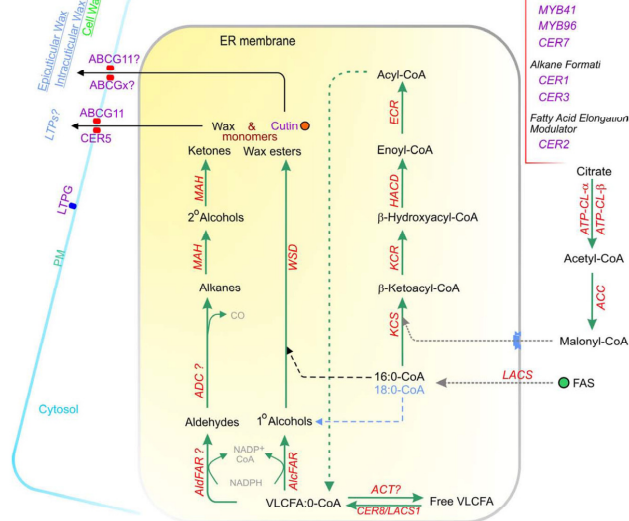 MYB41
MYB96
CER7
Alkane Formati
CER1
CER3
Fatty Acid Elongation
Modulator
CER2
Epicuticular Wax
Intracuticular Wax
Cell Wa
ABCG11?
ABCGx?
LTPs?
ABCG11
CER5
LTPG
PM
Cytosol
ER membrane
Wax & Cutin
monomers
Ketones
Wax esters
MAH
2o Alcohols
MAH
Alkanes
CO
ADC ?
Aldehydes
AldFAR ?
NADP+
CoA
NADPH
WSD
1o Alcohols
AlcFAR
VLCFA:0-CoA
ACT?
CER8/LACS1
Free VLCFA
Acyl-CoA
ECR
Enoyl-CoA
HACD
β-Hydroxyacyl-CoA
KCR
β-Ketoacyl-CoA
KCS
16:0-CoA
18:0-CoA
LACS
FAS
Citrate
ATP-CL-α
ATP-CL-β
Acetyl-CoA
ACC
Malonyl-CoA